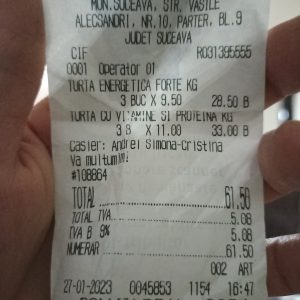 MUN.SUCEAVA, STR. VASILE
ALECSANDRI, NR.10, PARTER, BL.9
JUDET SUCEAVA
CIF RO31395555
0001 Operator 01
TURTA ENERGETICA FORTE KG
3 BUC X 9.50 28.50 B
TURTA CU VITAMINE SI PROTEINA KG
3 B X 11.00 33.00 B
Casier: Andrei Simona-Cristina
Va multumim!
#108864
TOTAL 61.50
TOTAL TVA 5.08
TVA B 9% 5.08
NUMERAR 61.50
002 ART
27-01-2023 0045853 1154 16:47